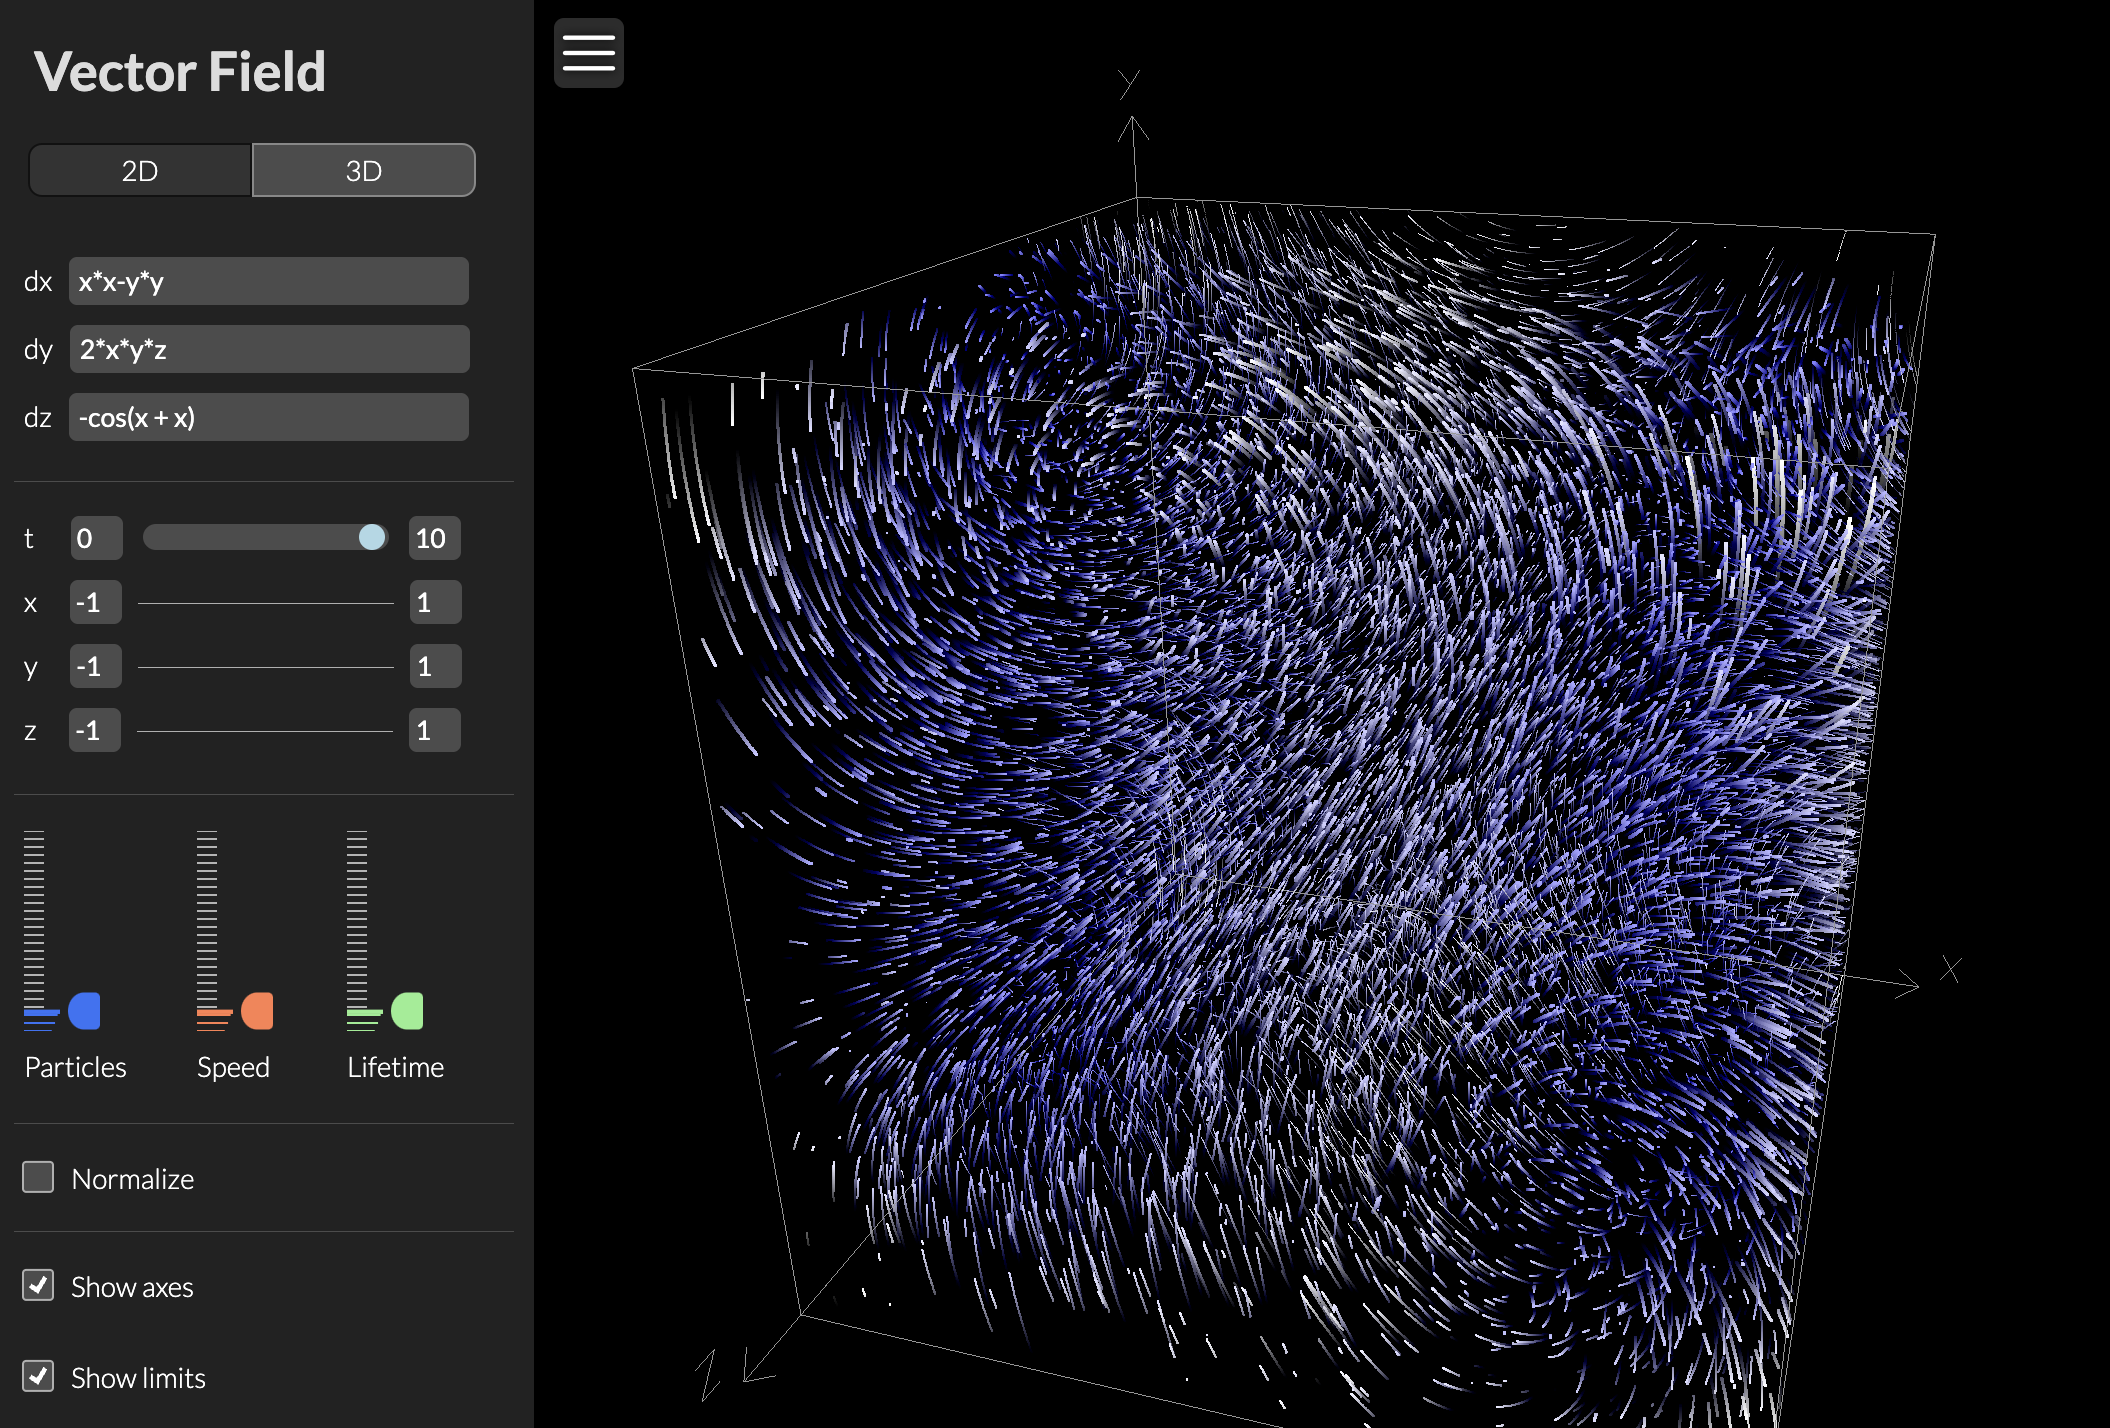 Vector Field
2D 3D
dx x*x-y*y
dy 2*x*y*z
dz -cos(x + x)
t 0 10
x -1 1
y -1 1
z -1 1
Particles Speed Lifetime
Normalize
Show axes
Show limits
y
x
z